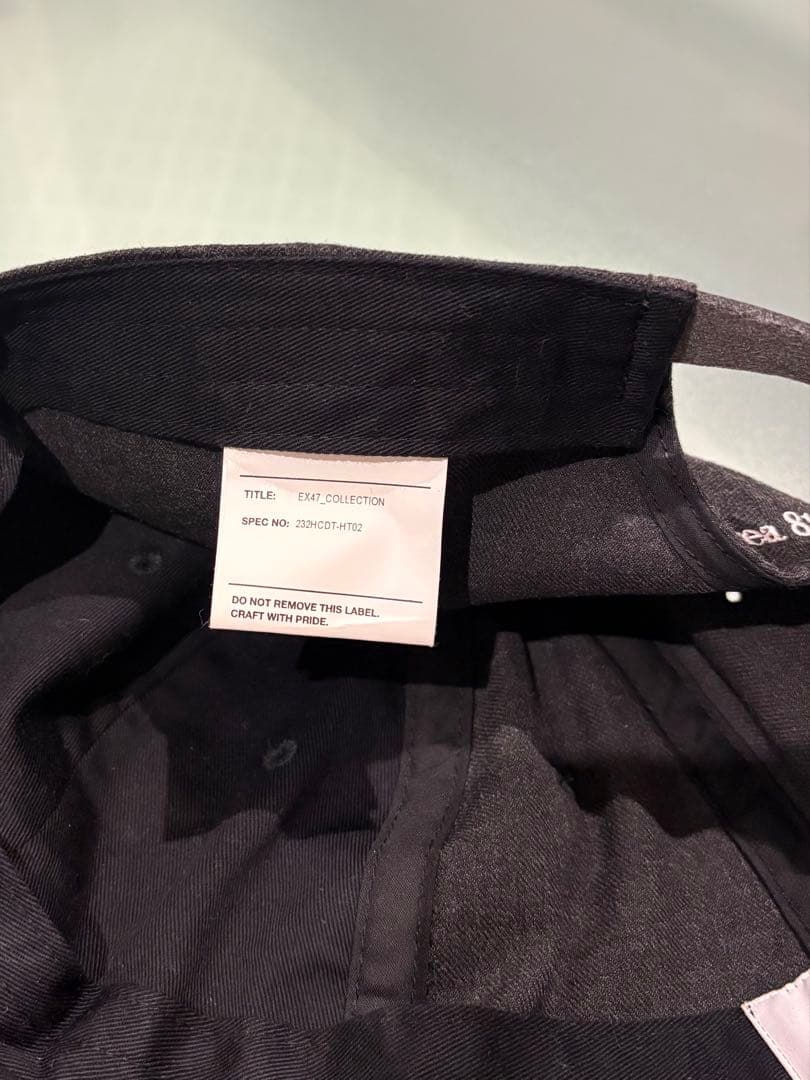 TITLE: EX47_COLLECTION
SPEC NO: 232HCDT-HT02
DO NOT REMOVE THIS LABEL.
CRAFT WITH PRIDE.